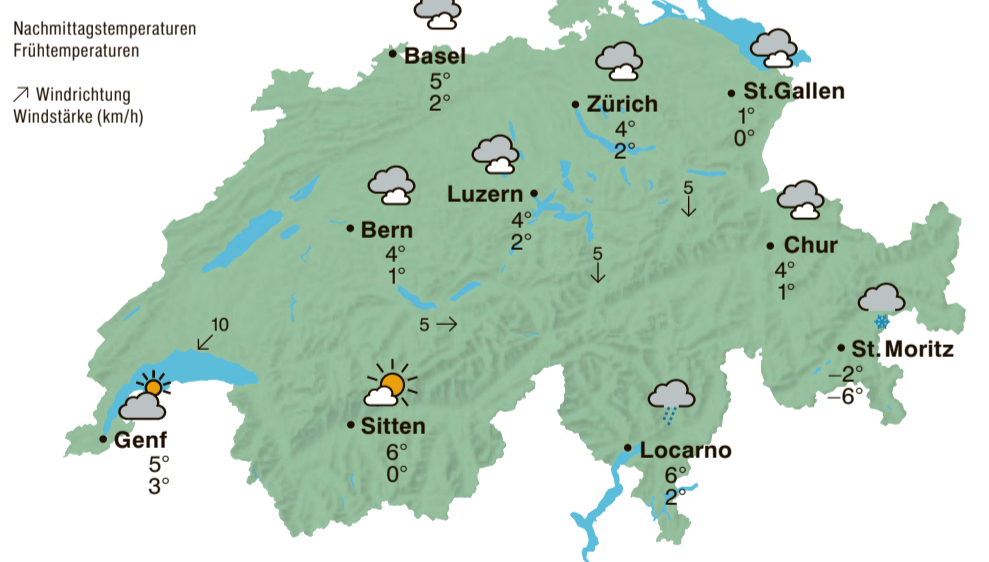 Nachmittagstemperaturen
Frühtemperaturen
↗ Windrichtung
Windstärke (km/h)
Basel
5°
2°
Zürich
4°
2°
St.Gallen
1°
0°
Luzern
4°
2°
Bern
4°
1°
5
5
Chur
4°
1°
10
5
St. Moritz
–2°
–6°
Genf
5°
3°
Sitten
6°
0°
Locarno
6°
2°